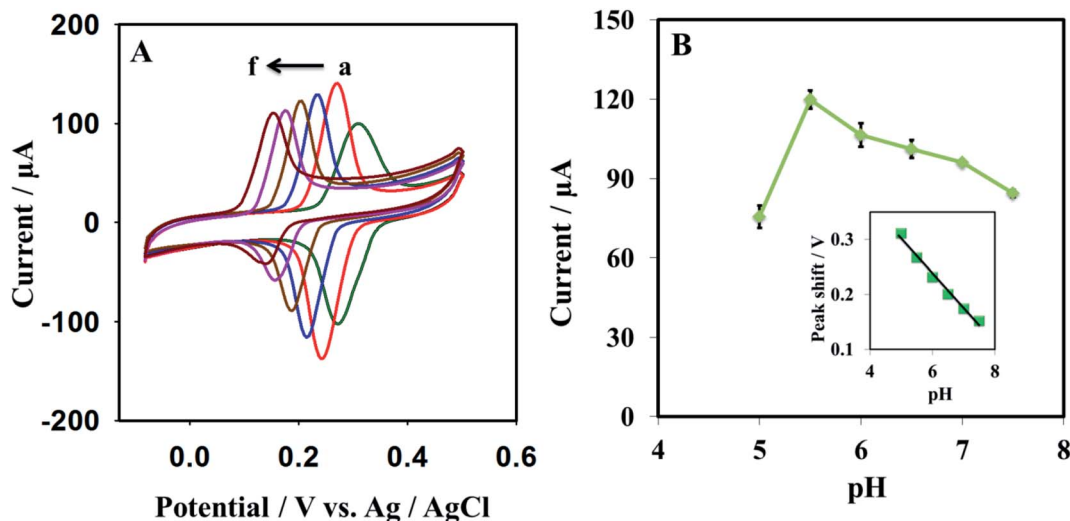 A
f a
200
100
0
-100
-200
0.0 0.2 0.4 0.6
Current / µA
Potential / V vs. Ag / AgCl
B
150
120
90
60
30
0
4 5 6 7 8
Current / µA
pH
0.3
0.2
0.1
4 6 8
Peak shift / V
pH